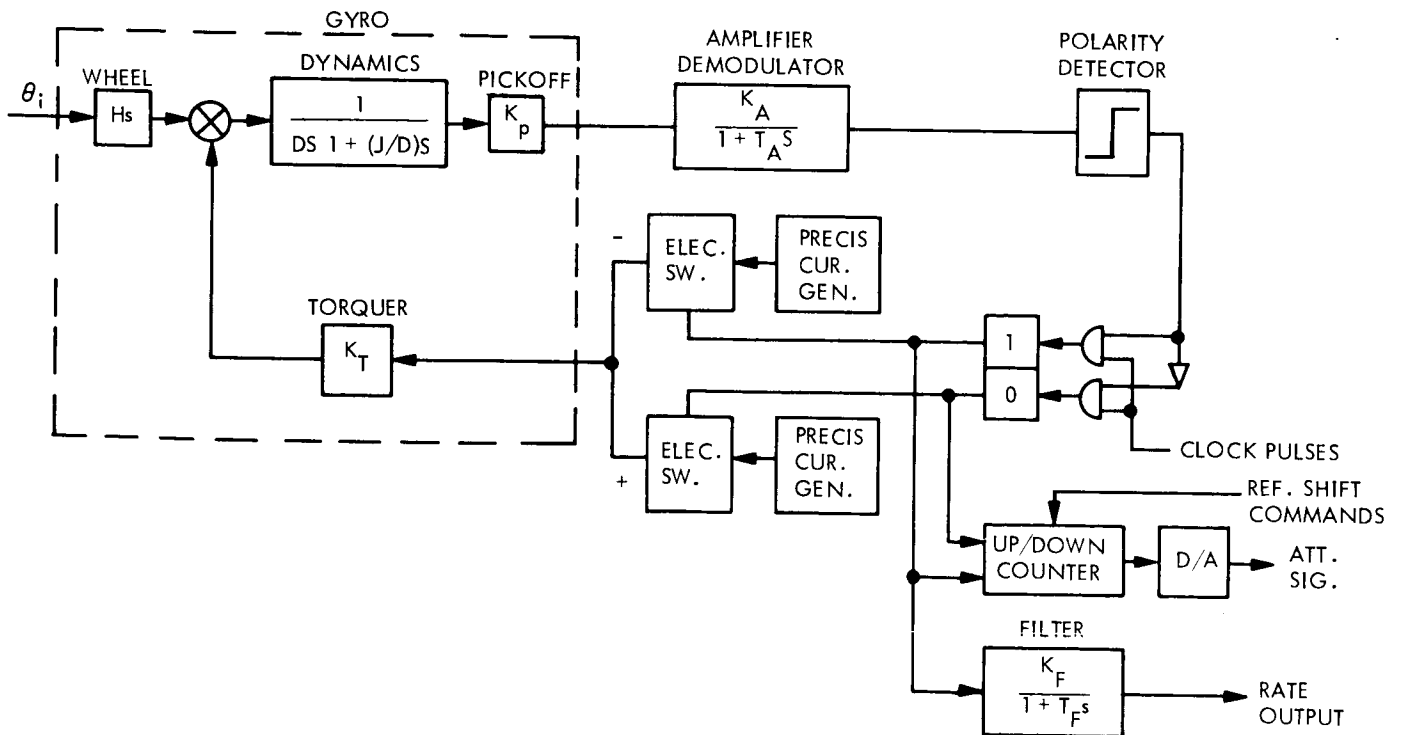 GYRO
θi
WHEEL
Hs
DYNAMICS
1
DS 1 + (J/D)S
PICKOFF
Kp
AMPLIFIER
DEMODULATOR
KA
1 + TAS
POLARITY
DETECTOR
TORQUER
KT
-
ELEC.
SW.
PRECIS
CUR.
GEN.
+
ELEC.
SW.
PRECIS
CUR.
GEN.
1
0
CLOCK PULSES
REF. SHIFT
COMMANDS
UP/DOWN
COUNTER
D/A
ATT.
SIG.
FILTER
KF
1 + TFs
RATE
OUTPUT